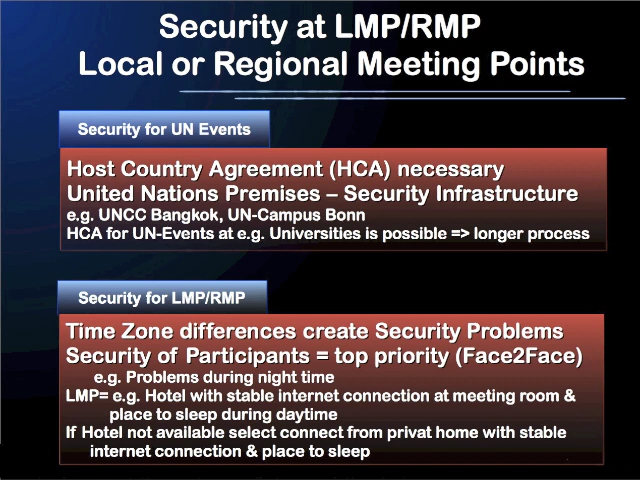 Security at LMP/RMP
Local or Regional Meeting Points
Security for UN Events
Host Country Agreement (HCA) necessary
United Nations Premises – Security Infrastructure
e.g. UNCC Bangkok, UN-Campus Bonn
HCA for UN-Events at e.g. Universities is possible => longer process
Security for LMP/RMP
Time Zone differences create Security Problems
Security of Participants = top priority (Face2Face)
e.g. Problems during night time
LMP= e.g. Hotel with stable internet connection at meeting room &
place to sleep during daytime
If Hotel not available select connect from privat home with stable
internet connection & place to sleep